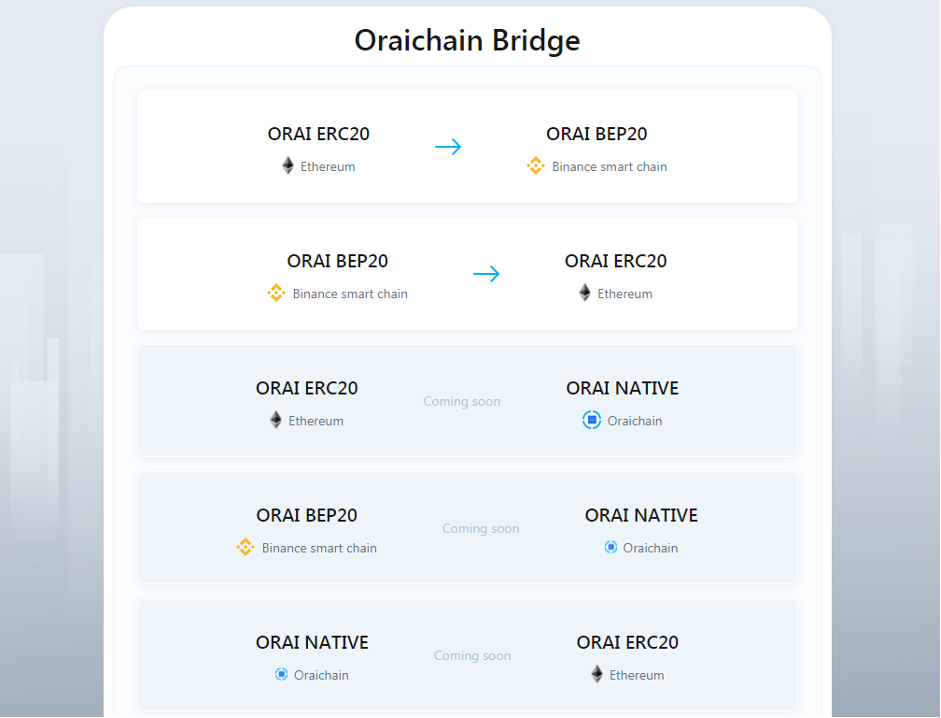 Oraichain Bridge
ORAI ERC20 ORAI BEP20
Ethereum Binance smart chain
ORAI BEP20 ORAI ERC20
Binance smart chain Ethereum
ORAI ERC20 Coming soon ORAI NATIVE
Ethereum Oraichain
ORAI BEP20 Coming soon ORAI NATIVE
Binance smart chain Oraichain
ORAI NATIVE Coming soon ORAI ERC20
Oraichain Ethereum